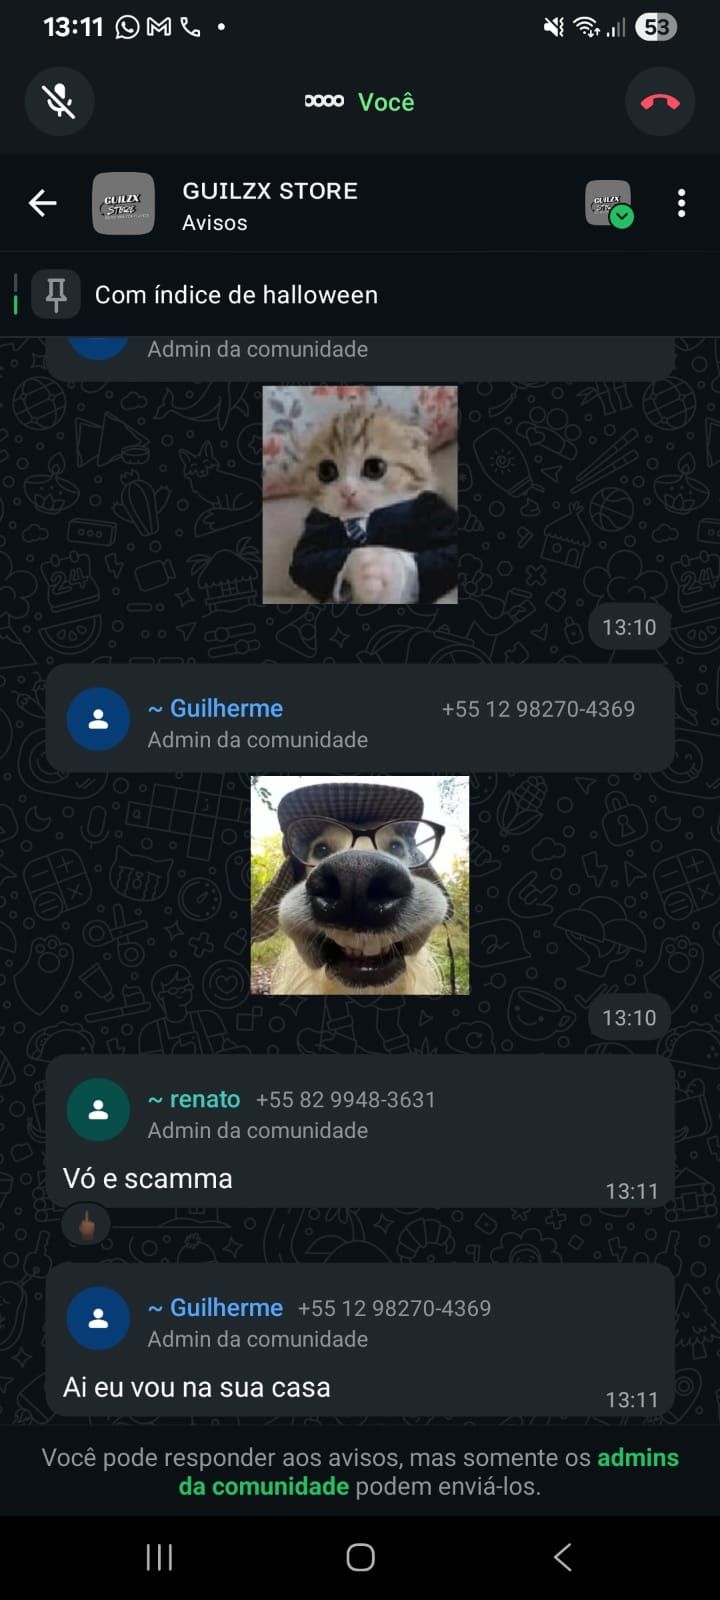 13:11
53
Você
GUILZX STORE
GUILZX STORE
Avisos
Com índice de halloween
Admin da comunidade
13:10
~ Guilherme +55 12 98270-4369
Admin da comunidade
13:10
~ renato +55 82 9948-3631
Admin da comunidade
Vó e scamma
13:11
~ Guilherme +55 12 98270-4369
Admin da comunidade
Ai eu vou na sua casa
13:11
Você pode responder aos avisos, mas somente os admins
da comunidade podem enviá-los.